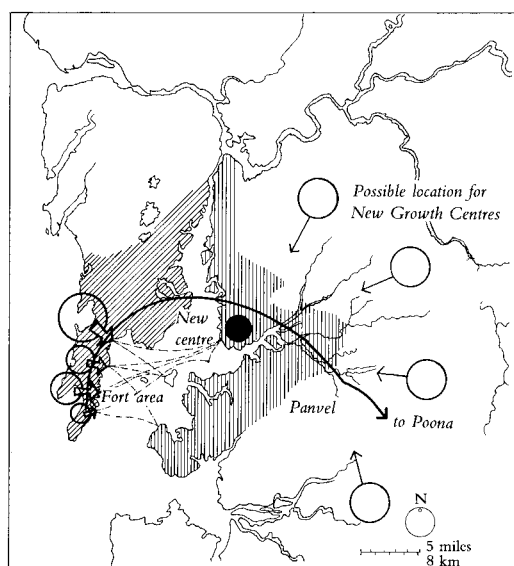 Possible location for
New Growth Centres
New
centre
Fort area
Panvel
to Poona
N
5 miles
8 km